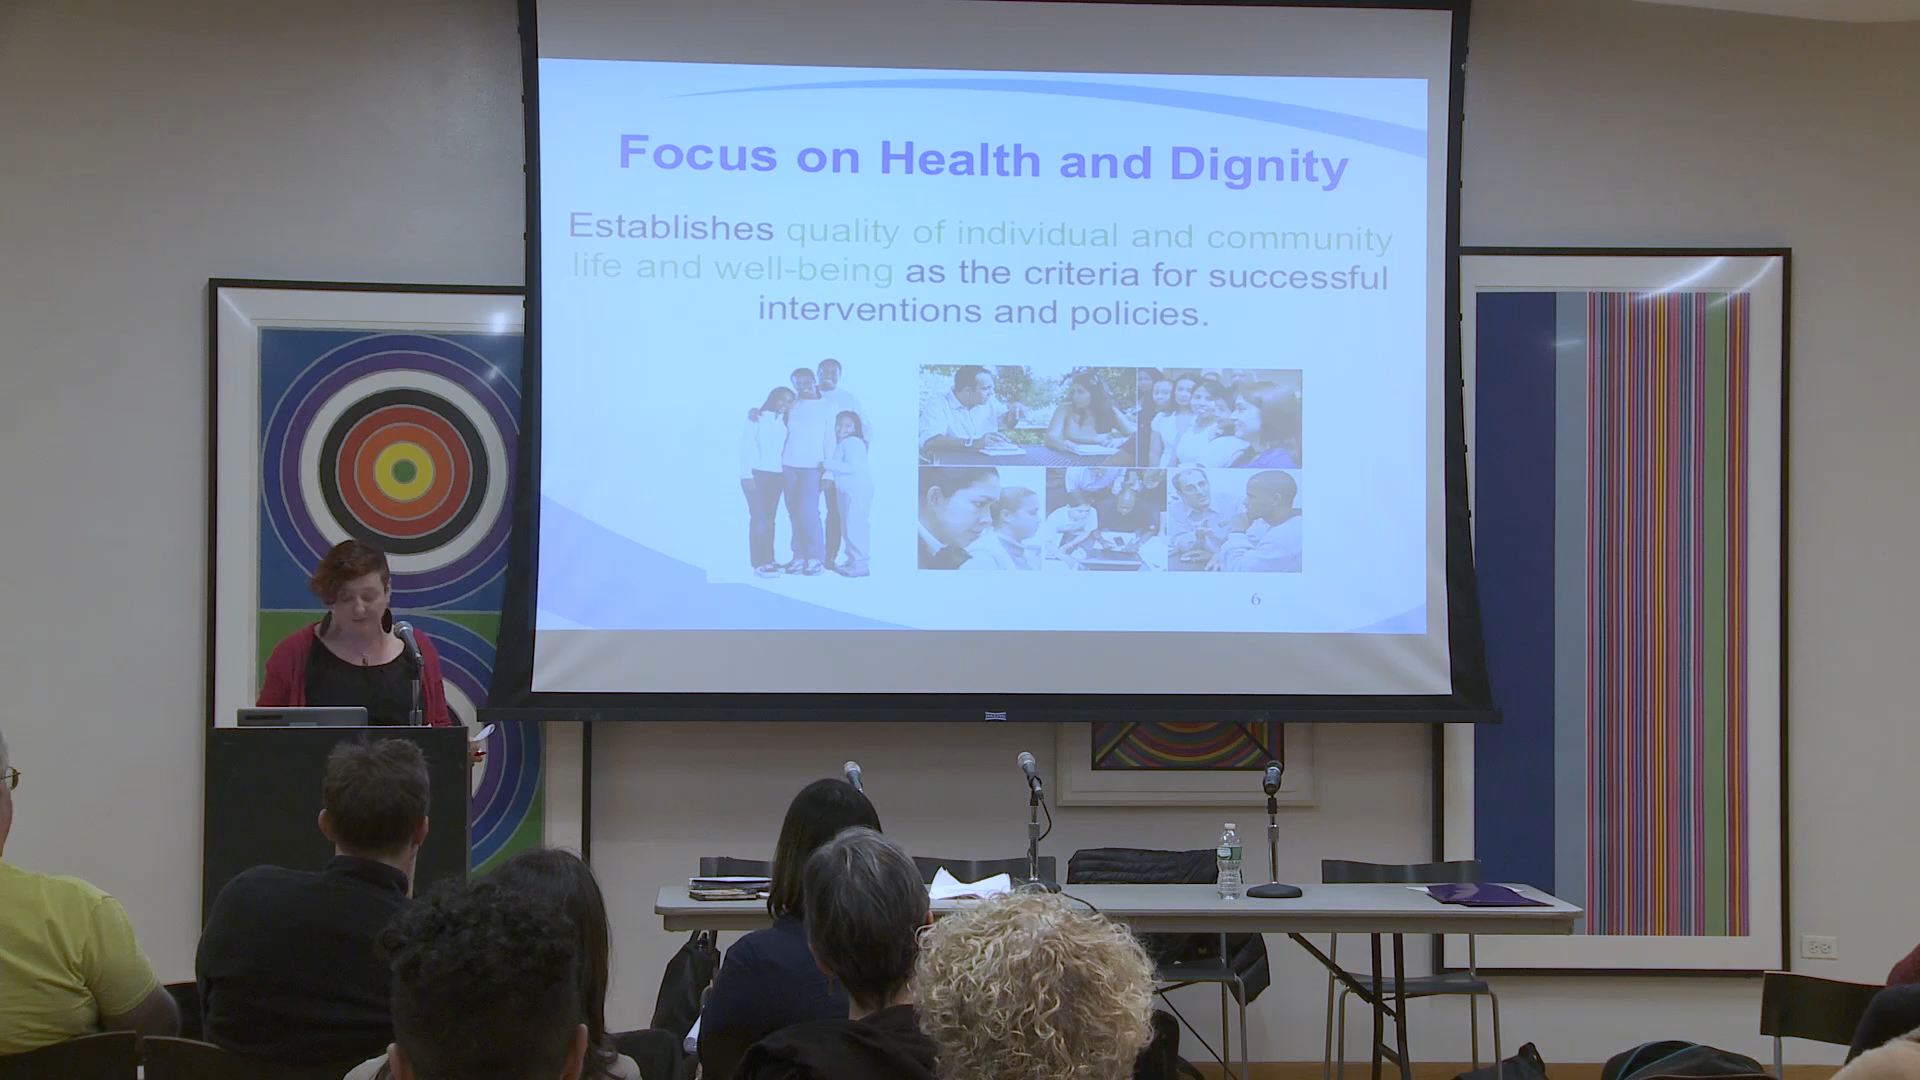 Focus on Health and Dignity
Establishes quality of individual and community
life and well-being as the criteria for successful
interventions and policies.
6